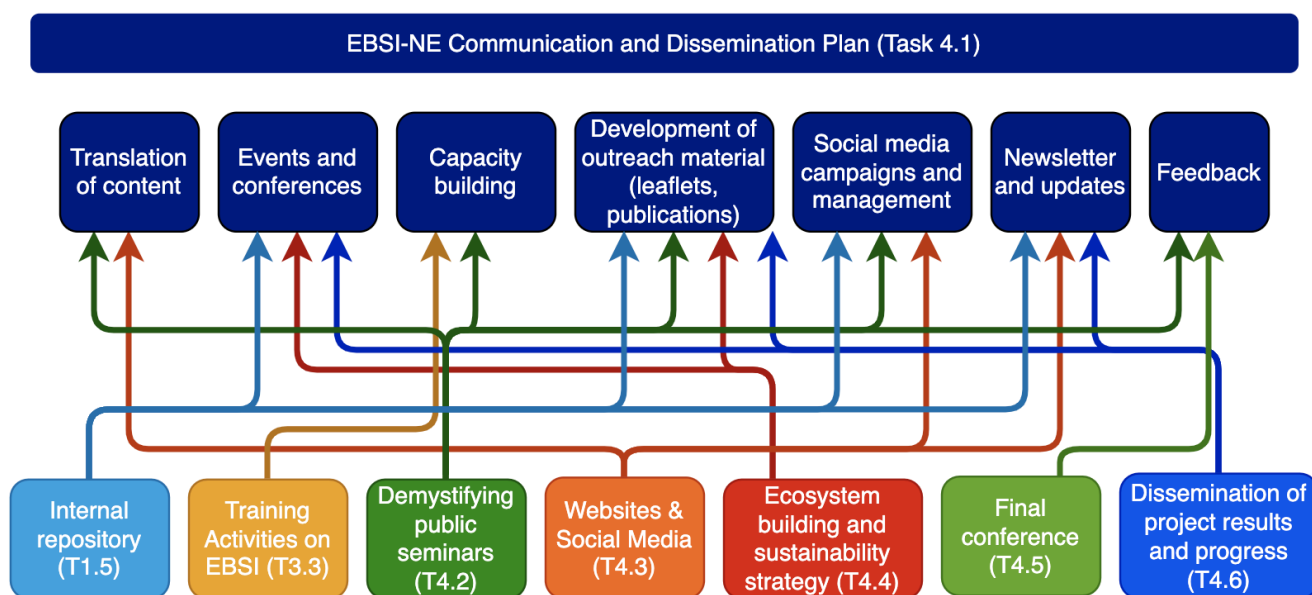 EBSI-NE Communication and Dissemination Plan (Task 4.1)
Translation
of content
Events and
conferences
Capacity
building
Development of
outreach material
(leaflets,
publications)
Social media
campaigns and
management
Newsletter
and updates
Feedback
Internal
repository
(T1.5)
Training
Activities on
EBSI (T3.3)
Demystifying
public
seminars
(T4.2)
Websites &
Social Media
(T4.3)
Ecosystem
building and
sustainability
strategy (T4.4)
Final
conference
(T4.5)
Dissemination of
project results
and progress
(T4.6)